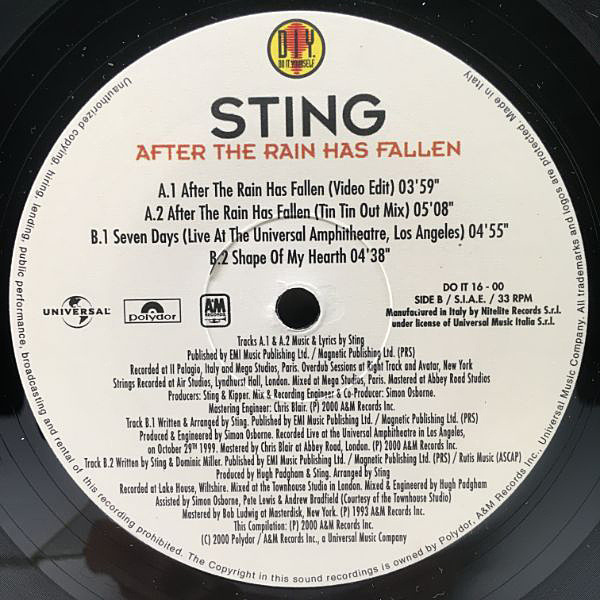 D.I.Y.
DO IT YOURSELF
STING
AFTER THE RAIN HAS FALLEN
A.1 After The Rain Has Fallen (Video Edit) 03'59"
A.2 After The Rain Has Fallen (Tin Tin Out Mix) 05'08"
B.1 Seven Days (Live At The Universal Amphitheatre, Los Angeles) 04'55"
B.2 Shape Of My Hearth 04'38"
DO IT 16 - 00
SIDE B / S.I.A.E. / 33 RPM
Manufactured in Italy by Nitelite Records S.r.l.
under license of Universal Music Italia S.r.l.
UNIVERSAL
polydor
A&M
RECORDS
Tracks A.1 & A.2 Music & Lyrics by Sting
Published by EMI Music Publishing Ltd. / Magnetic Publishing Ltd. (PRS)
Recorded at Il Palagio, Italy and Mega Studios, Paris. Overdub Sessions at Right Track and Avatar, New York
Strings Recorded at Air Studios, Lyndhurst Hall, London. Mixed at Mega Studios, Paris. Mastered at Abbey Road Studios
Producers: Sting & Kipper. Mix & Recording Engineer & Co-Producer: Simon Osborne.
Mastering Engineer: Chris Blair. (P) 2000 A&M Records Inc.
Track B.1 Written & Arranged by Sting. Published by EMI Music Publishing Ltd. / Magnetic Publishing Ltd. (PRS)
Produced & Engineered by Simon Osborne. Recorded Live at the Universal Amphitheatre in Los Angeles,
on October 29th 1999. Mastered by Chris Blair at Abbey Road, London. (P) 2000 A&M Records Inc.
Track B.2 Written by Sting & Dominic Miller. Published by EMI Music Publishing Ltd. / Magnetic Publishing Ltd. (PRS) / Rutis Music (ASCAP)
Produced by Hugh Padgham & Sting. Arranged by Sting
Recorded at Lake House, Wiltshire. Mixed at the Townhouse Studio in London. Mixed & Engineered by Hugh Padgham
Assisted by Simon Osborne, Pete Lewis & Andrew Bradfield (Courtesy of the Townhouse Studio)
Mastered by Bob Ludwig at Masterdisk, New York. (P) 1993 A&M Records Inc.
This Compilation: (P) 2000 A&M Records Inc.
(C) 2000 Polydor / A&M Records Inc., a Universal Music Company
Unauthorized copying, hiring, lending, public performance, broadcasting and rental of this recording prohibited. The Copyright in this sound recordings is owned by Polydor, A&M Records Inc., Universal Music Company. All trademarks and logos are protected. Made in Italy